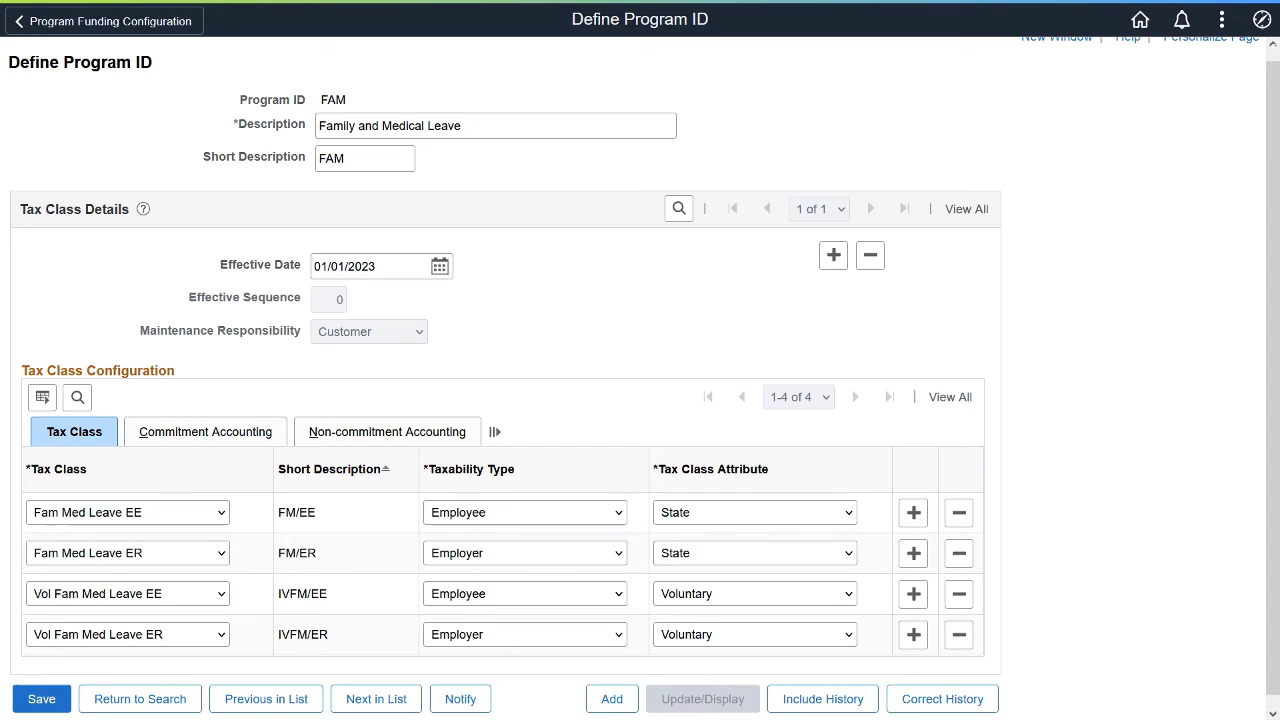 Program Funding Configuration
Define Program ID
New Window | Help | Personalize Page
Define Program ID
Program ID FAM
*Description Family and Medical Leave
Short Description FAM
Tax Class Details
1 of 1
View All
Effective Date 01/01/2023
Effective Sequence 0
Maintenance Responsibility Customer
Tax Class Configuration
1-4 of 4
View All
Tax Class Commitment Accounting Non-commitment Accounting
*Tax Class Short Description *Taxability Type *Tax Class Attribute
Fam Med Leave EE FM/EE Employee State
Fam Med Leave ER FM/ER Employer State
Vol Fam Med Leave EE IVFM/EE Employee Voluntary
Vol Fam Med Leave ER IVFM/ER Employer Voluntary
Save Return to Search Previous in List Next in List Notify Add Update/Display Include History Correct History